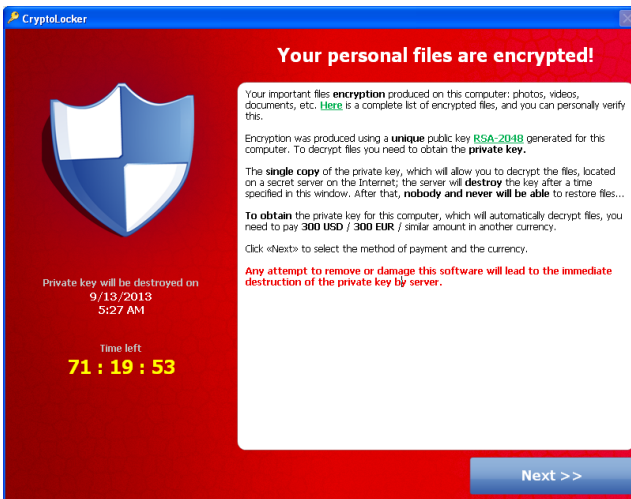 CryptoLocker
Your personal files are encrypted!
Your important files encryption produced on this computer: photos, videos,
documents, etc. Here is a complete list of encrypted files, and you can personally verify
this.
Encryption was produced using a unique public key RSA-2048 generated for this
computer. To decrypt files you need to obtain the private key.
The single copy of the private key, which will allow you to decrypt the files, located
on a secret server on the Internet; the server will destroy the key after a time
specified in this window. After that, nobody and never will be able to restore files...
To obtain the private key for this computer, which will automatically decrypt files, you
need to pay 300 USD / 300 EUR / similar amount in another currency.
Click «Next» to select the method of payment and the currency.
Any attempt to remove or damage this software will lead to the immediate
destruction of the private key by server.
Private key will be destroyed on
9/13/2013
5:27 AM
Time left
71 : 19 : 53
Next >>